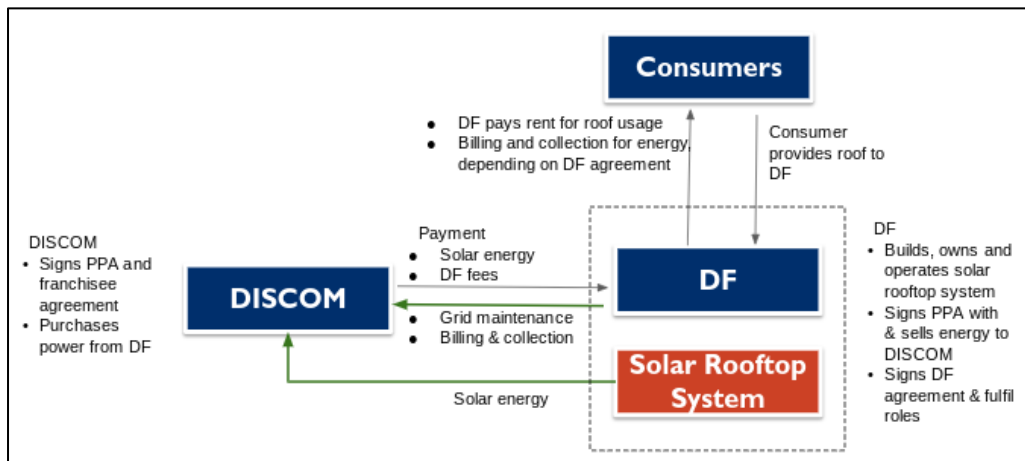 Consumers
● DF pays rent for roof usage
● Billing and collection for energy,
depending on DF agreement
Consumer
provides roof to
DF
DISCOM
• Signs PPA and
franchisee
agreement
• Purchases
power from DF
DISCOM
Payment
● Solar energy
● DF fees
● Grid maintenance
● Billing & collection
Solar energy
DF
Solar Rooftop
System
DF
• Builds, owns and
operates solar
rooftop system
• Signs PPA with
& sells energy to
DISCOM
• Signs DF
agreement & fulfil
roles